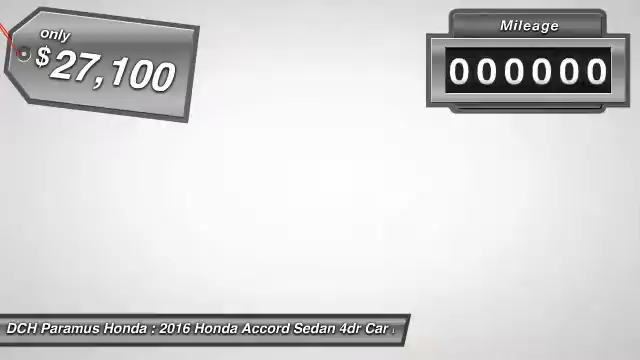 only
$27,100
Mileage
000000
DCH Paramus Honda : 2016 Honda Accord Sedan 4dr Car